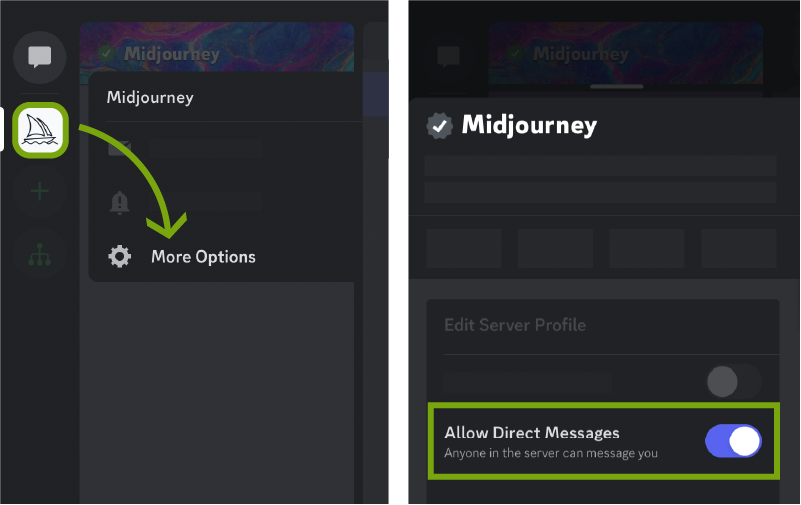 Midjourney
Midjourney
More Options
Midjourney
Midjourney
Edit Server Profile
Allow Direct Messages
Anyone in the server can message you